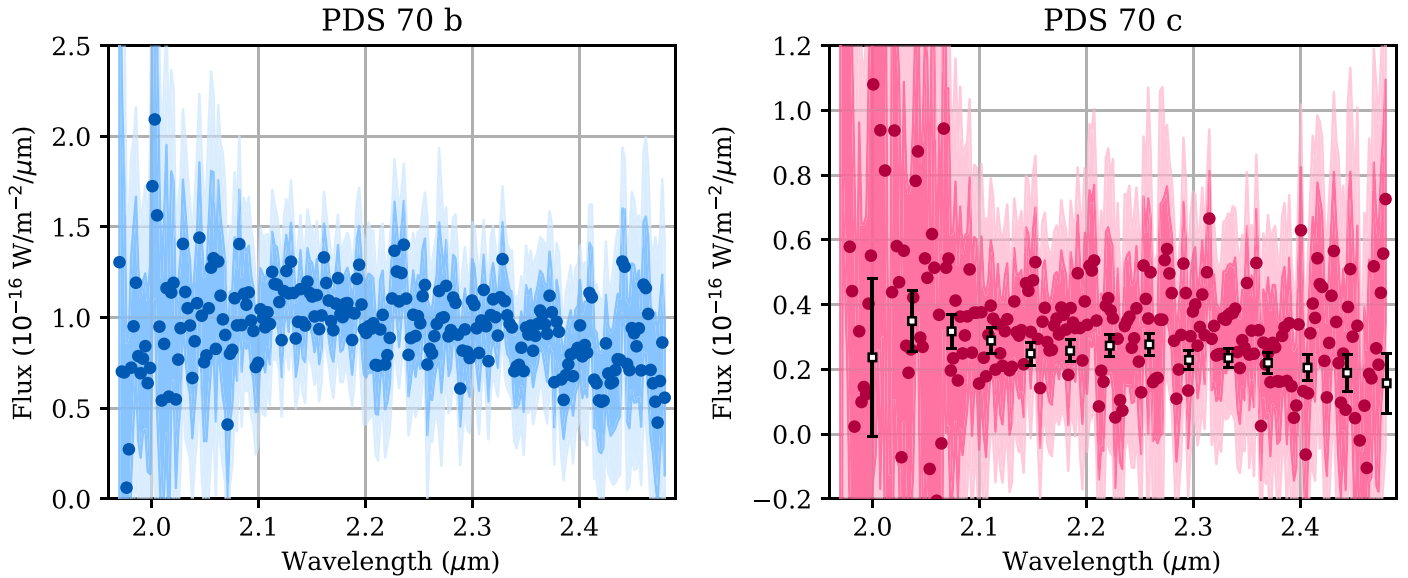 PDS 70 b
2.5
2.0
1.5
1.0
0.5
0.0
2.0 2.1 2.2 2.3 2.4
Wavelength (μm)
Flux (10⁻¹⁶ W/m⁻²/μm)
PDS 70 c
1.2
1.0
0.8
0.6
0.4
0.2
0.0
−0.2
2.0 2.1 2.2 2.3 2.4
Wavelength (μm)
Flux (10⁻¹⁶ W/m⁻²/μm)